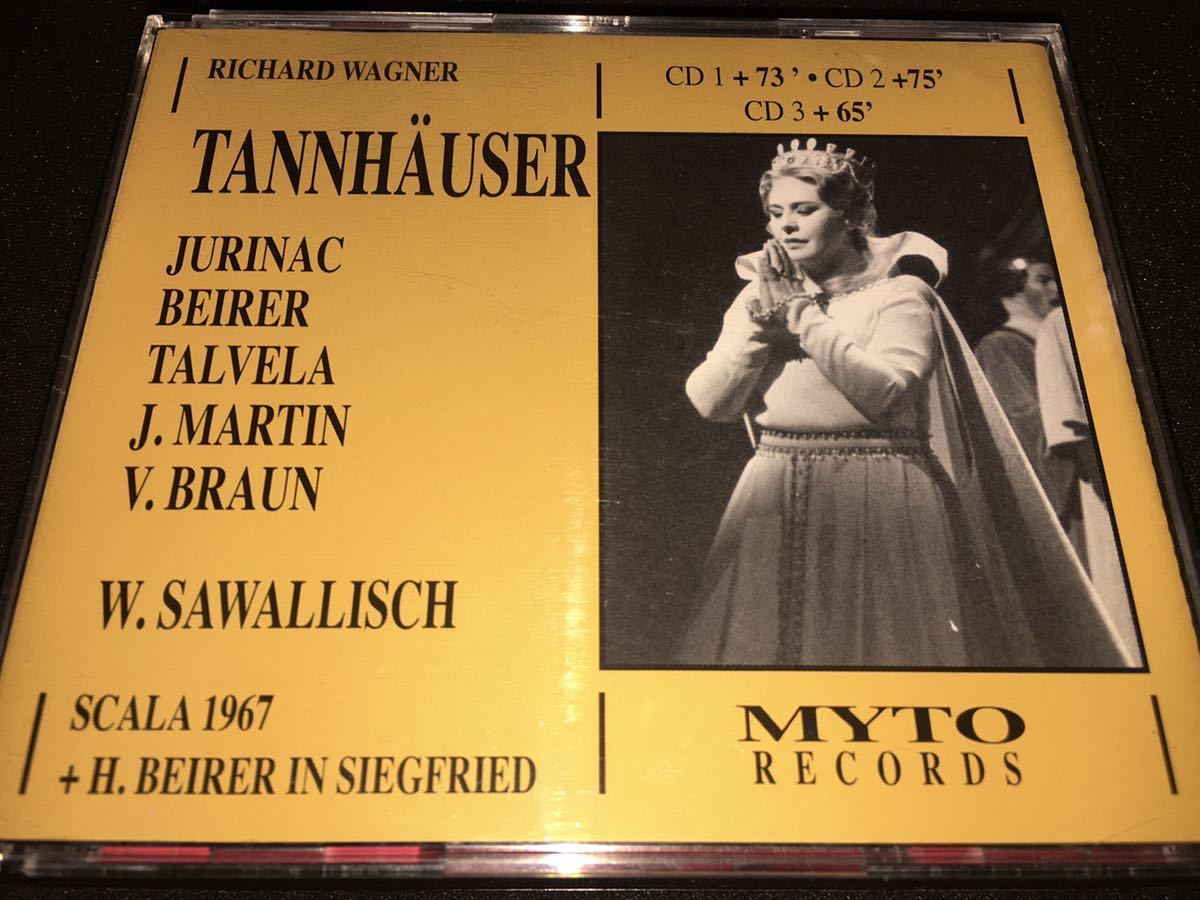 RICHARD WAGNER
TANNHÄUSER
JURINAC
BEIRER
TALVELA
J. MARTIN
V. BRAUN
W. SAWALLISCH
SCALA 1967
+ H. BEIRER IN SIEGFRIED
CD 1 + 73' • CD 2 +75'
CD 3 + 65'
MYTO
RECORDS